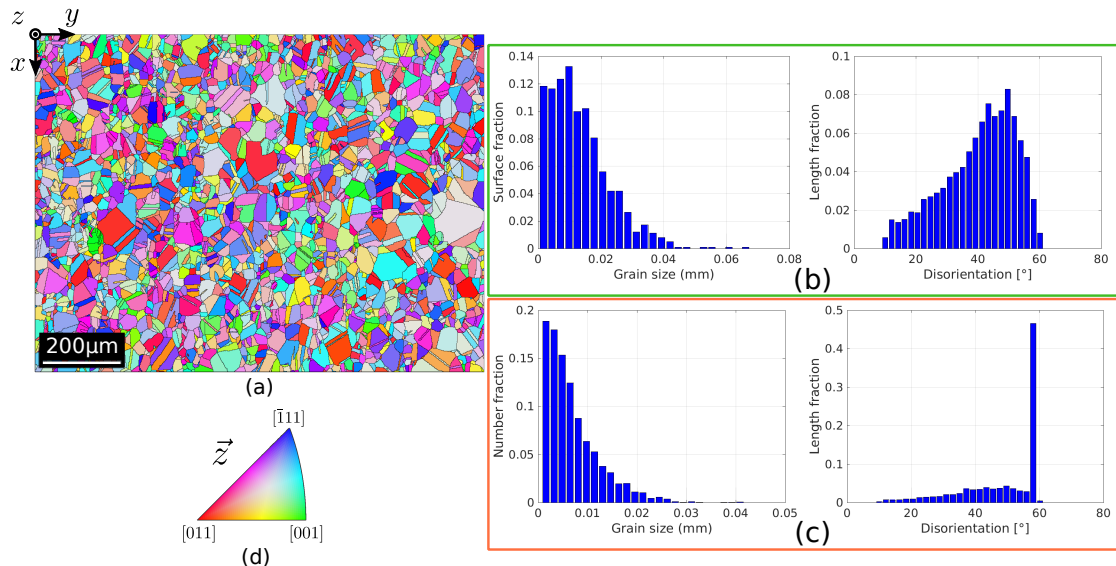 z
y
x
200µm
(a)
0.14
0.12
0.1
0.08
0.06
0.04
0.02
0
Surface fraction
0
0.02
0.04
0.06
0.08
Grain size (mm)
0.1
0.08
0.06
0.04
0.02
0
Length fraction
0
20
40
60
80
Disorientation [°]
(b)
0.2
0.15
0.1
0.05
0
Number fraction
0
0.01
0.02
0.03
0.04
0.05
Grain size (mm)
0.5
0.4
0.3
0.2
0.1
0
Length fraction
0
20
40
60
80
Disorientation [°]
(c)
[1̅11]
z⃗
[011]
[001]
(d)